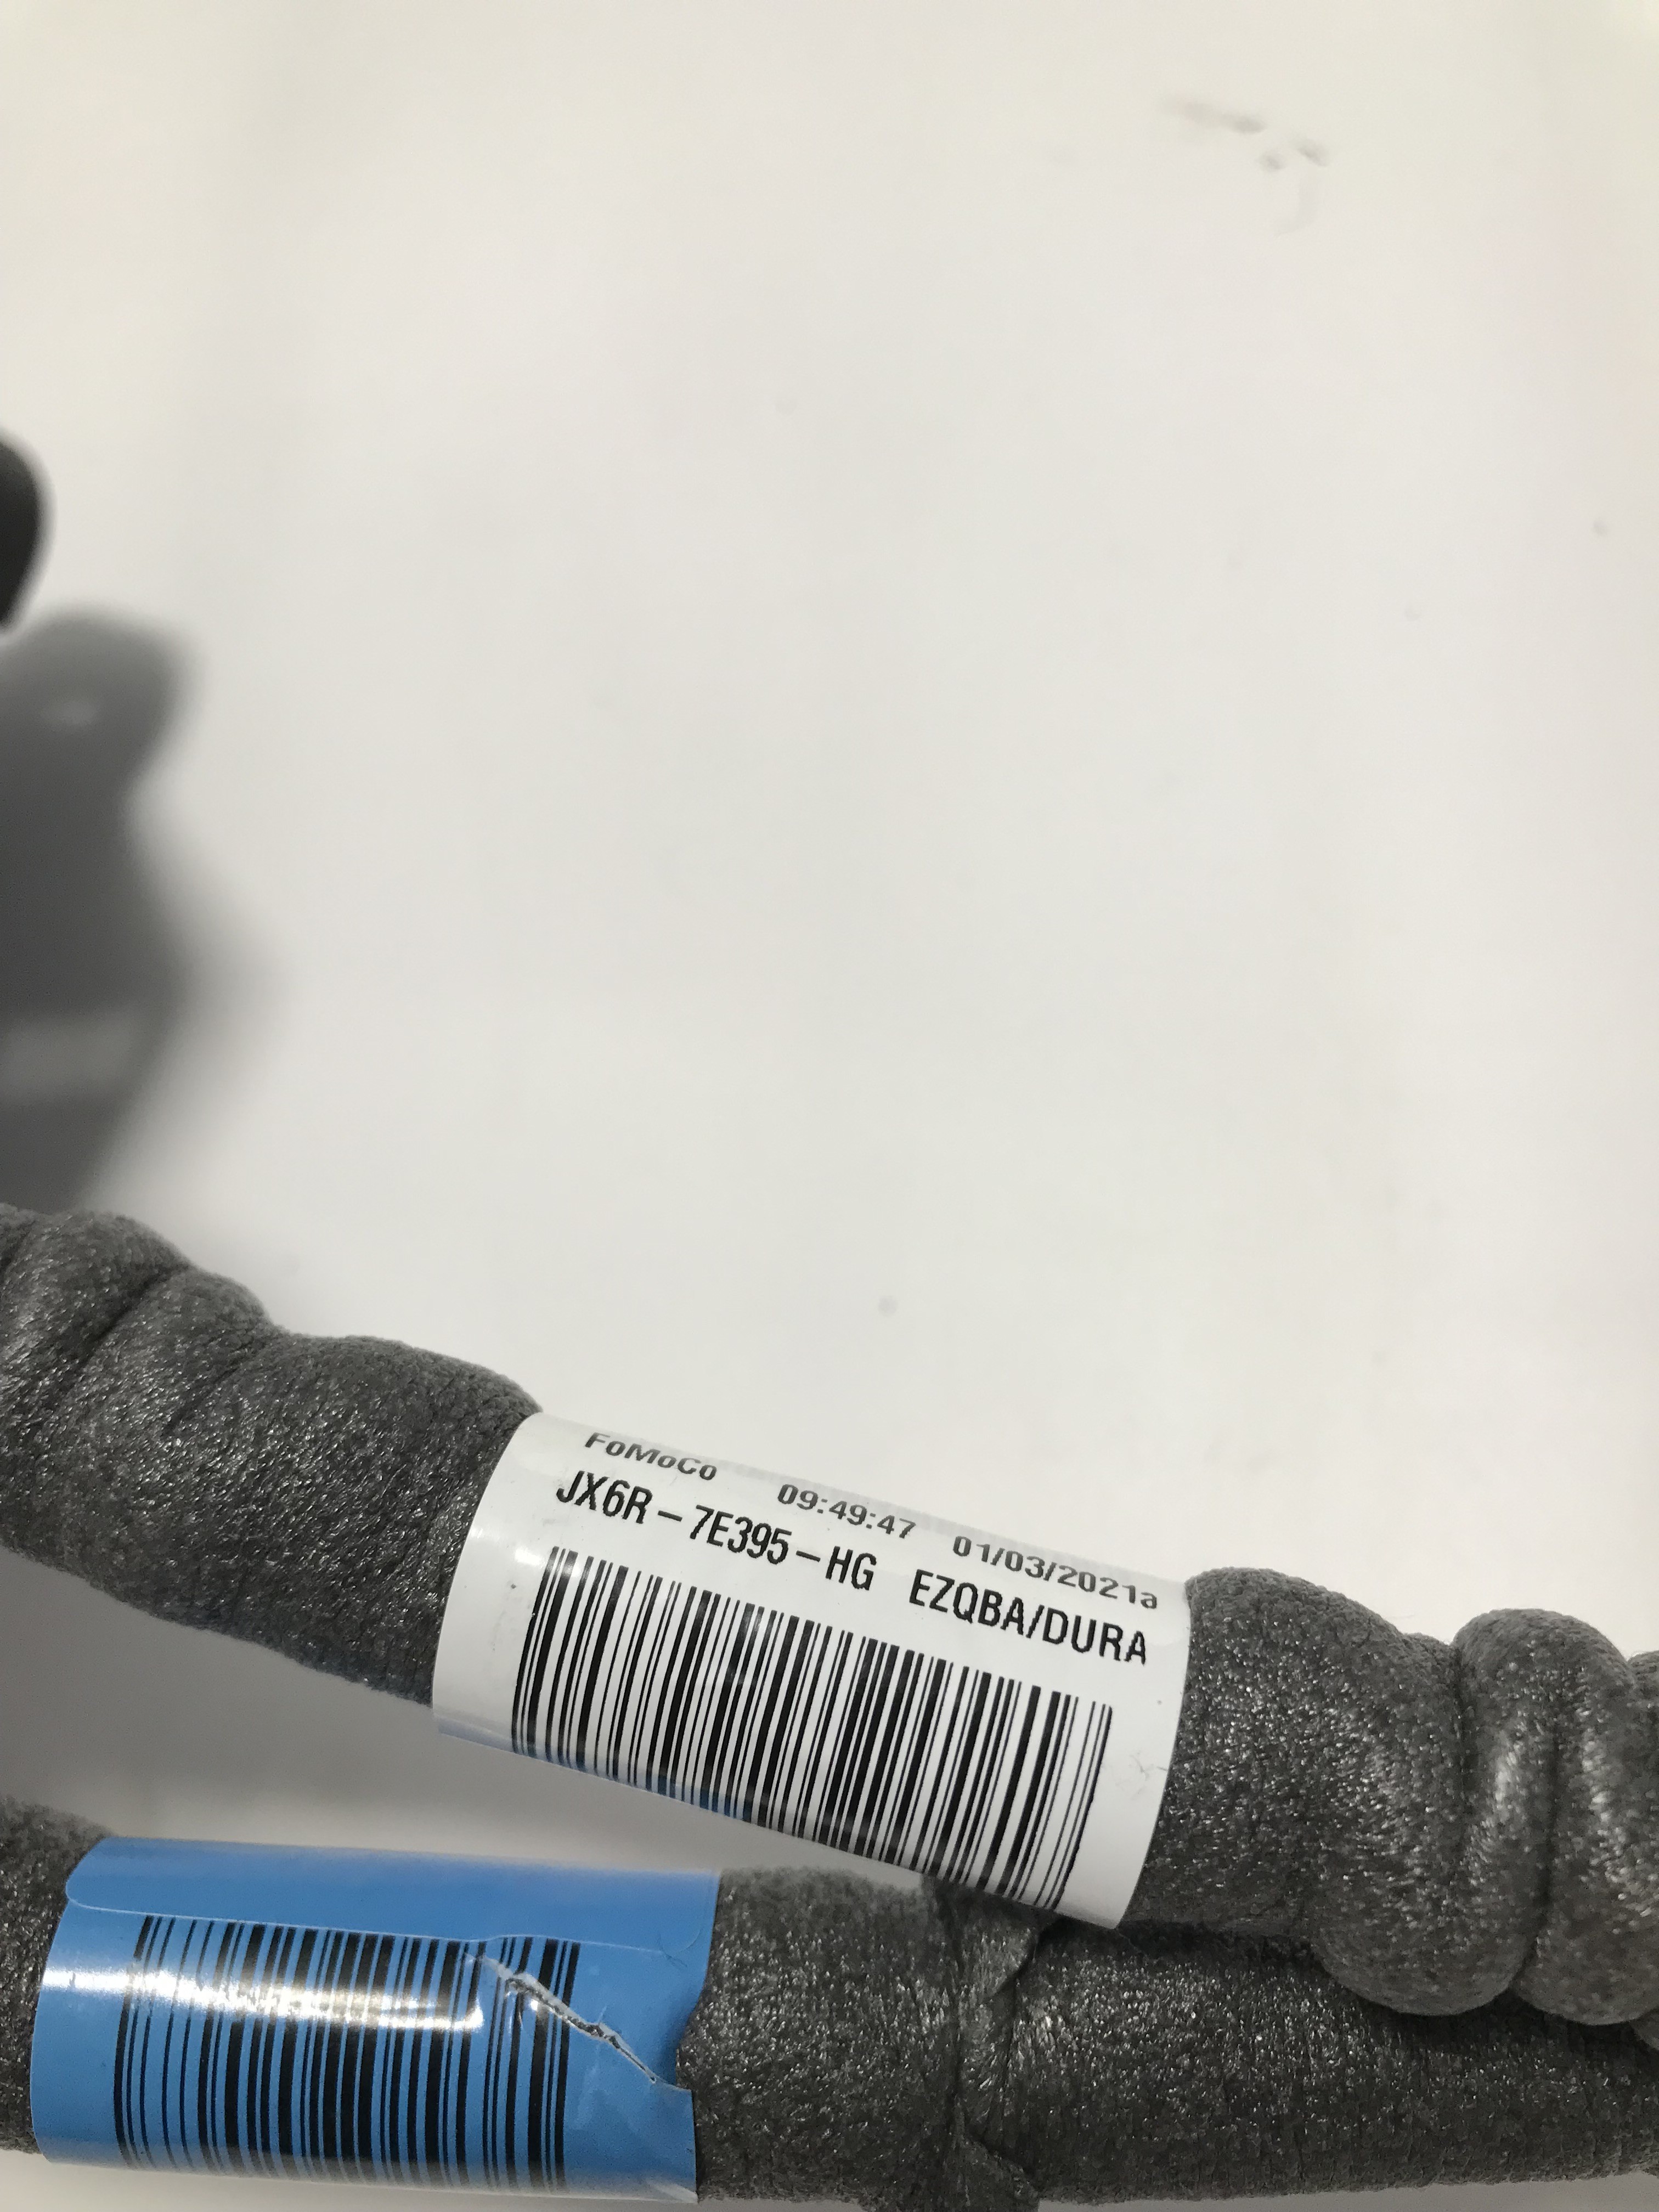 FoMoCo 09:49:47 01/03/2021a
JX6R-7E395-HG EZQBA/DURA